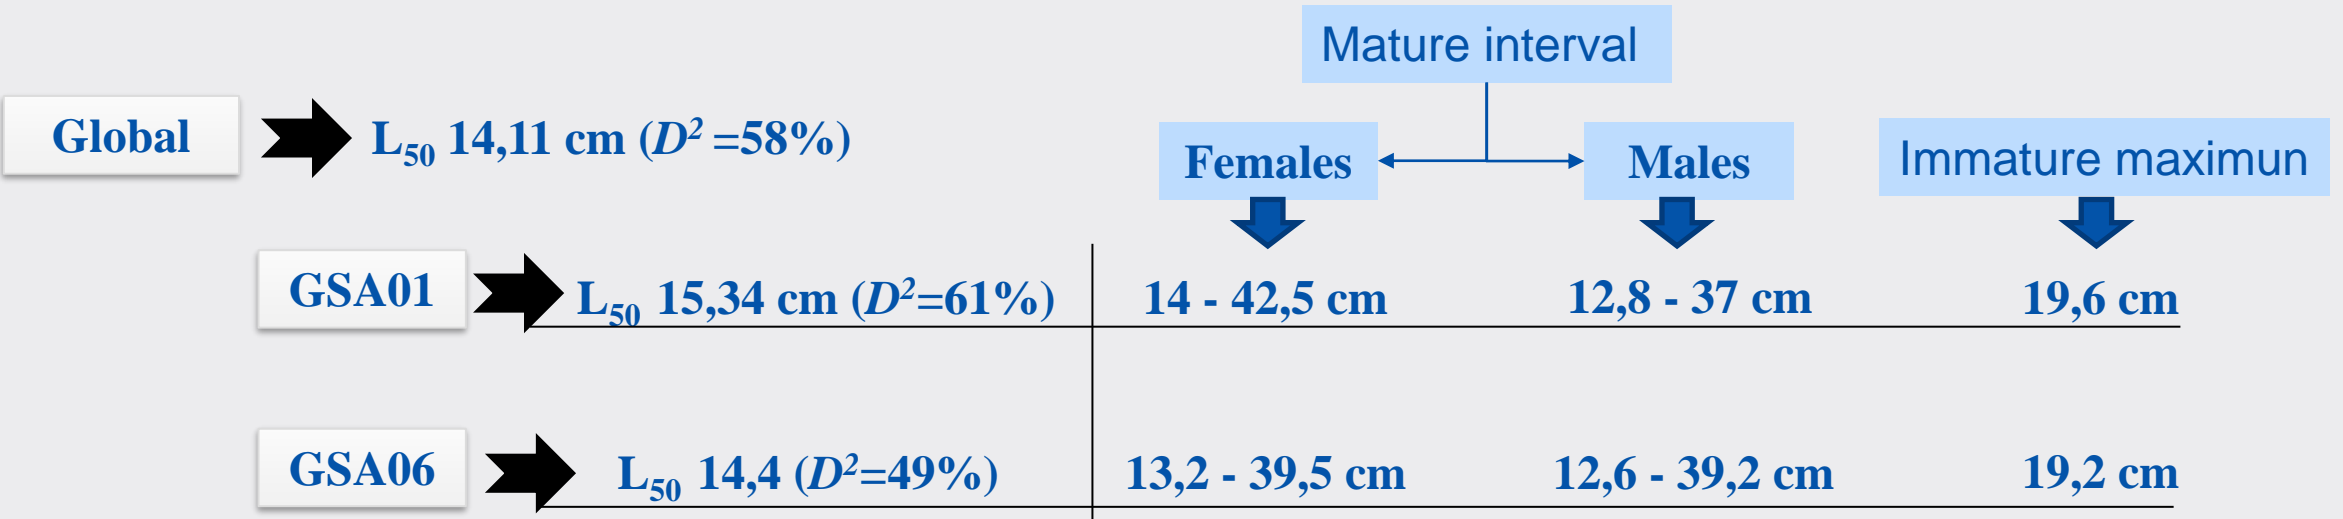 Mature interval
Global L50 14,11 cm (D2 =58%)
Females Males Immature maximun
GSA01 L50 15,34 cm (D2=61%) 14 - 42,5 cm 12,8 - 37 cm 19,6 cm
GSA06 L50 14,4 (D2=49%) 13,2 - 39,5 cm 12,6 - 39,2 cm 19,2 cm